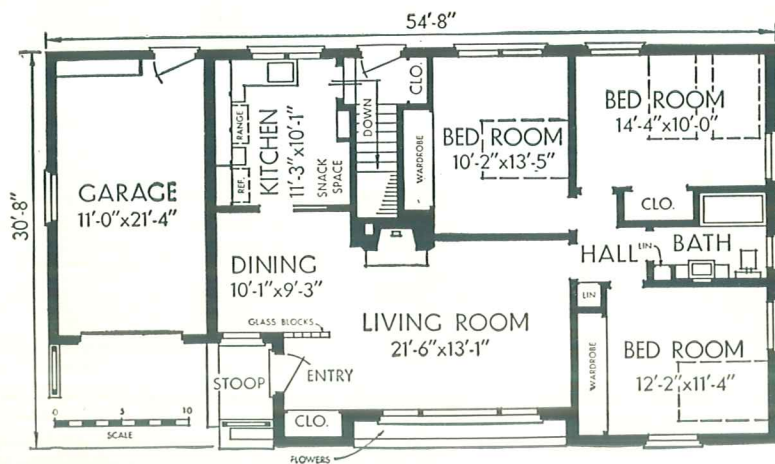 54'-8"
30'-8"
GARAGE
11'-0"x21'-4"
KITCHEN
11'-3"x10'-1"
RANGE
REF.
SNACK
SPACE
DOWN
CLO.
WARDROBE
BED ROOM
10'-2"x13'-5"
BED ROOM
14'-4"x10'-0"
CLO.
DINING
10'-1"x9'-3"
GLASS BLOCKS
LIVING ROOM
21'-6"x13'-1"
HALL
LIN
BATH
LIN
WARDROBE
BED ROOM
12'-2"x11'-4"
STOOP
ENTRY
CLO.
FLOWERS
0 5 10
SCALE